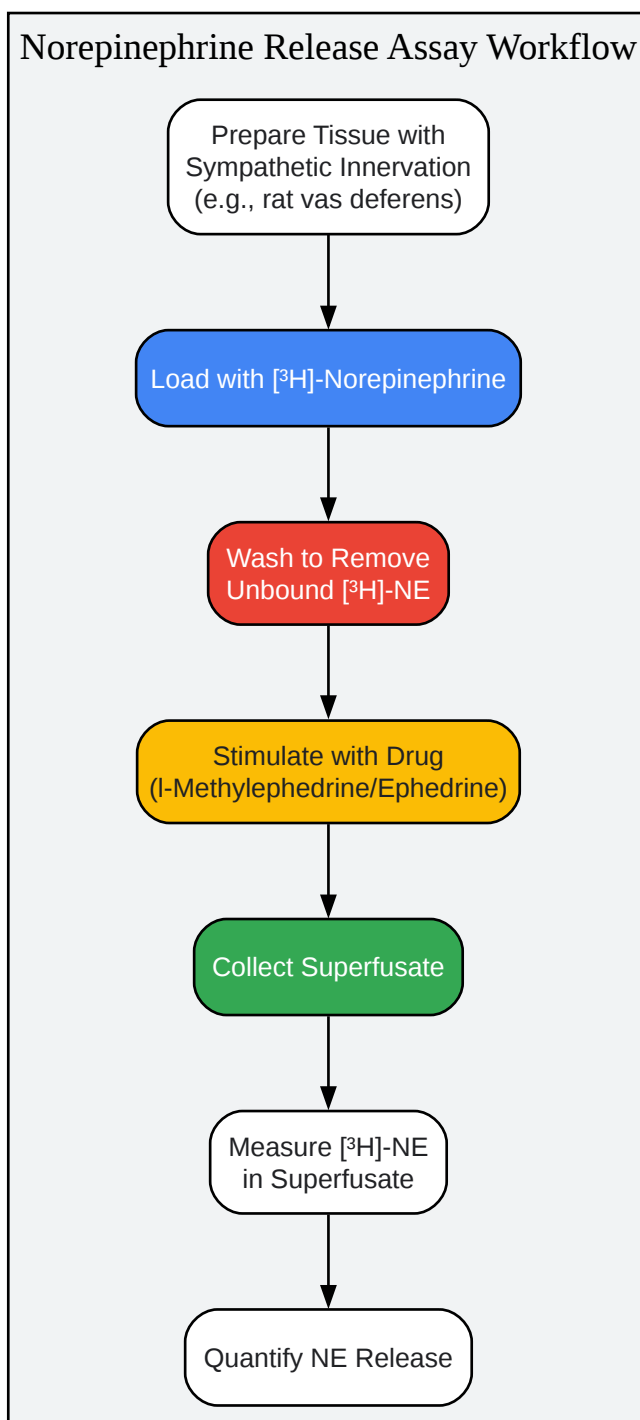 Norepinephrine Release Assay Workflow
Prepare Tissue with
Sympathetic Innervation
(e.g., rat vas deferens)
Load with [³H]-Norepinephrine
Wash to Remove
Unbound [³H]-NE
Stimulate with Drug
(l-Methylephedrine/Ephedrine)
Collect Superfusate
Measure [³H]-NE
in Superfusate
Quantify NE Release